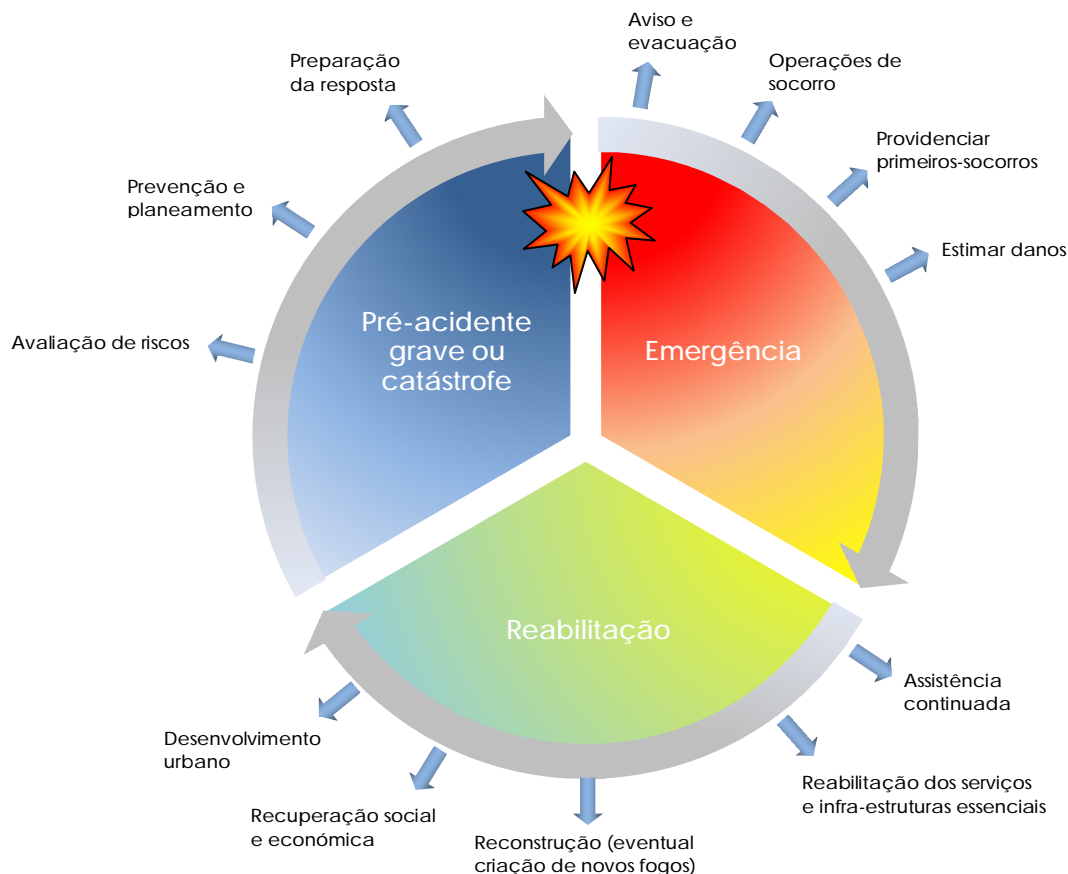 Aviso e
evacuação
Preparação
da resposta
Operações de
socorro
Providenciar
primeiros-socorros
Prevenção e
planeamento
Estimar danos
Avaliação de riscos
Pré-acidente
grave ou
catástrofe
Emergência
Reabilitação
Assistência
continuada
Desenvolvimento
urbano
Reabilitação dos serviços
e infra-estruturas essenciais
Recuperação social
e económica
Reconstrução (eventual
criação de novos fogos)